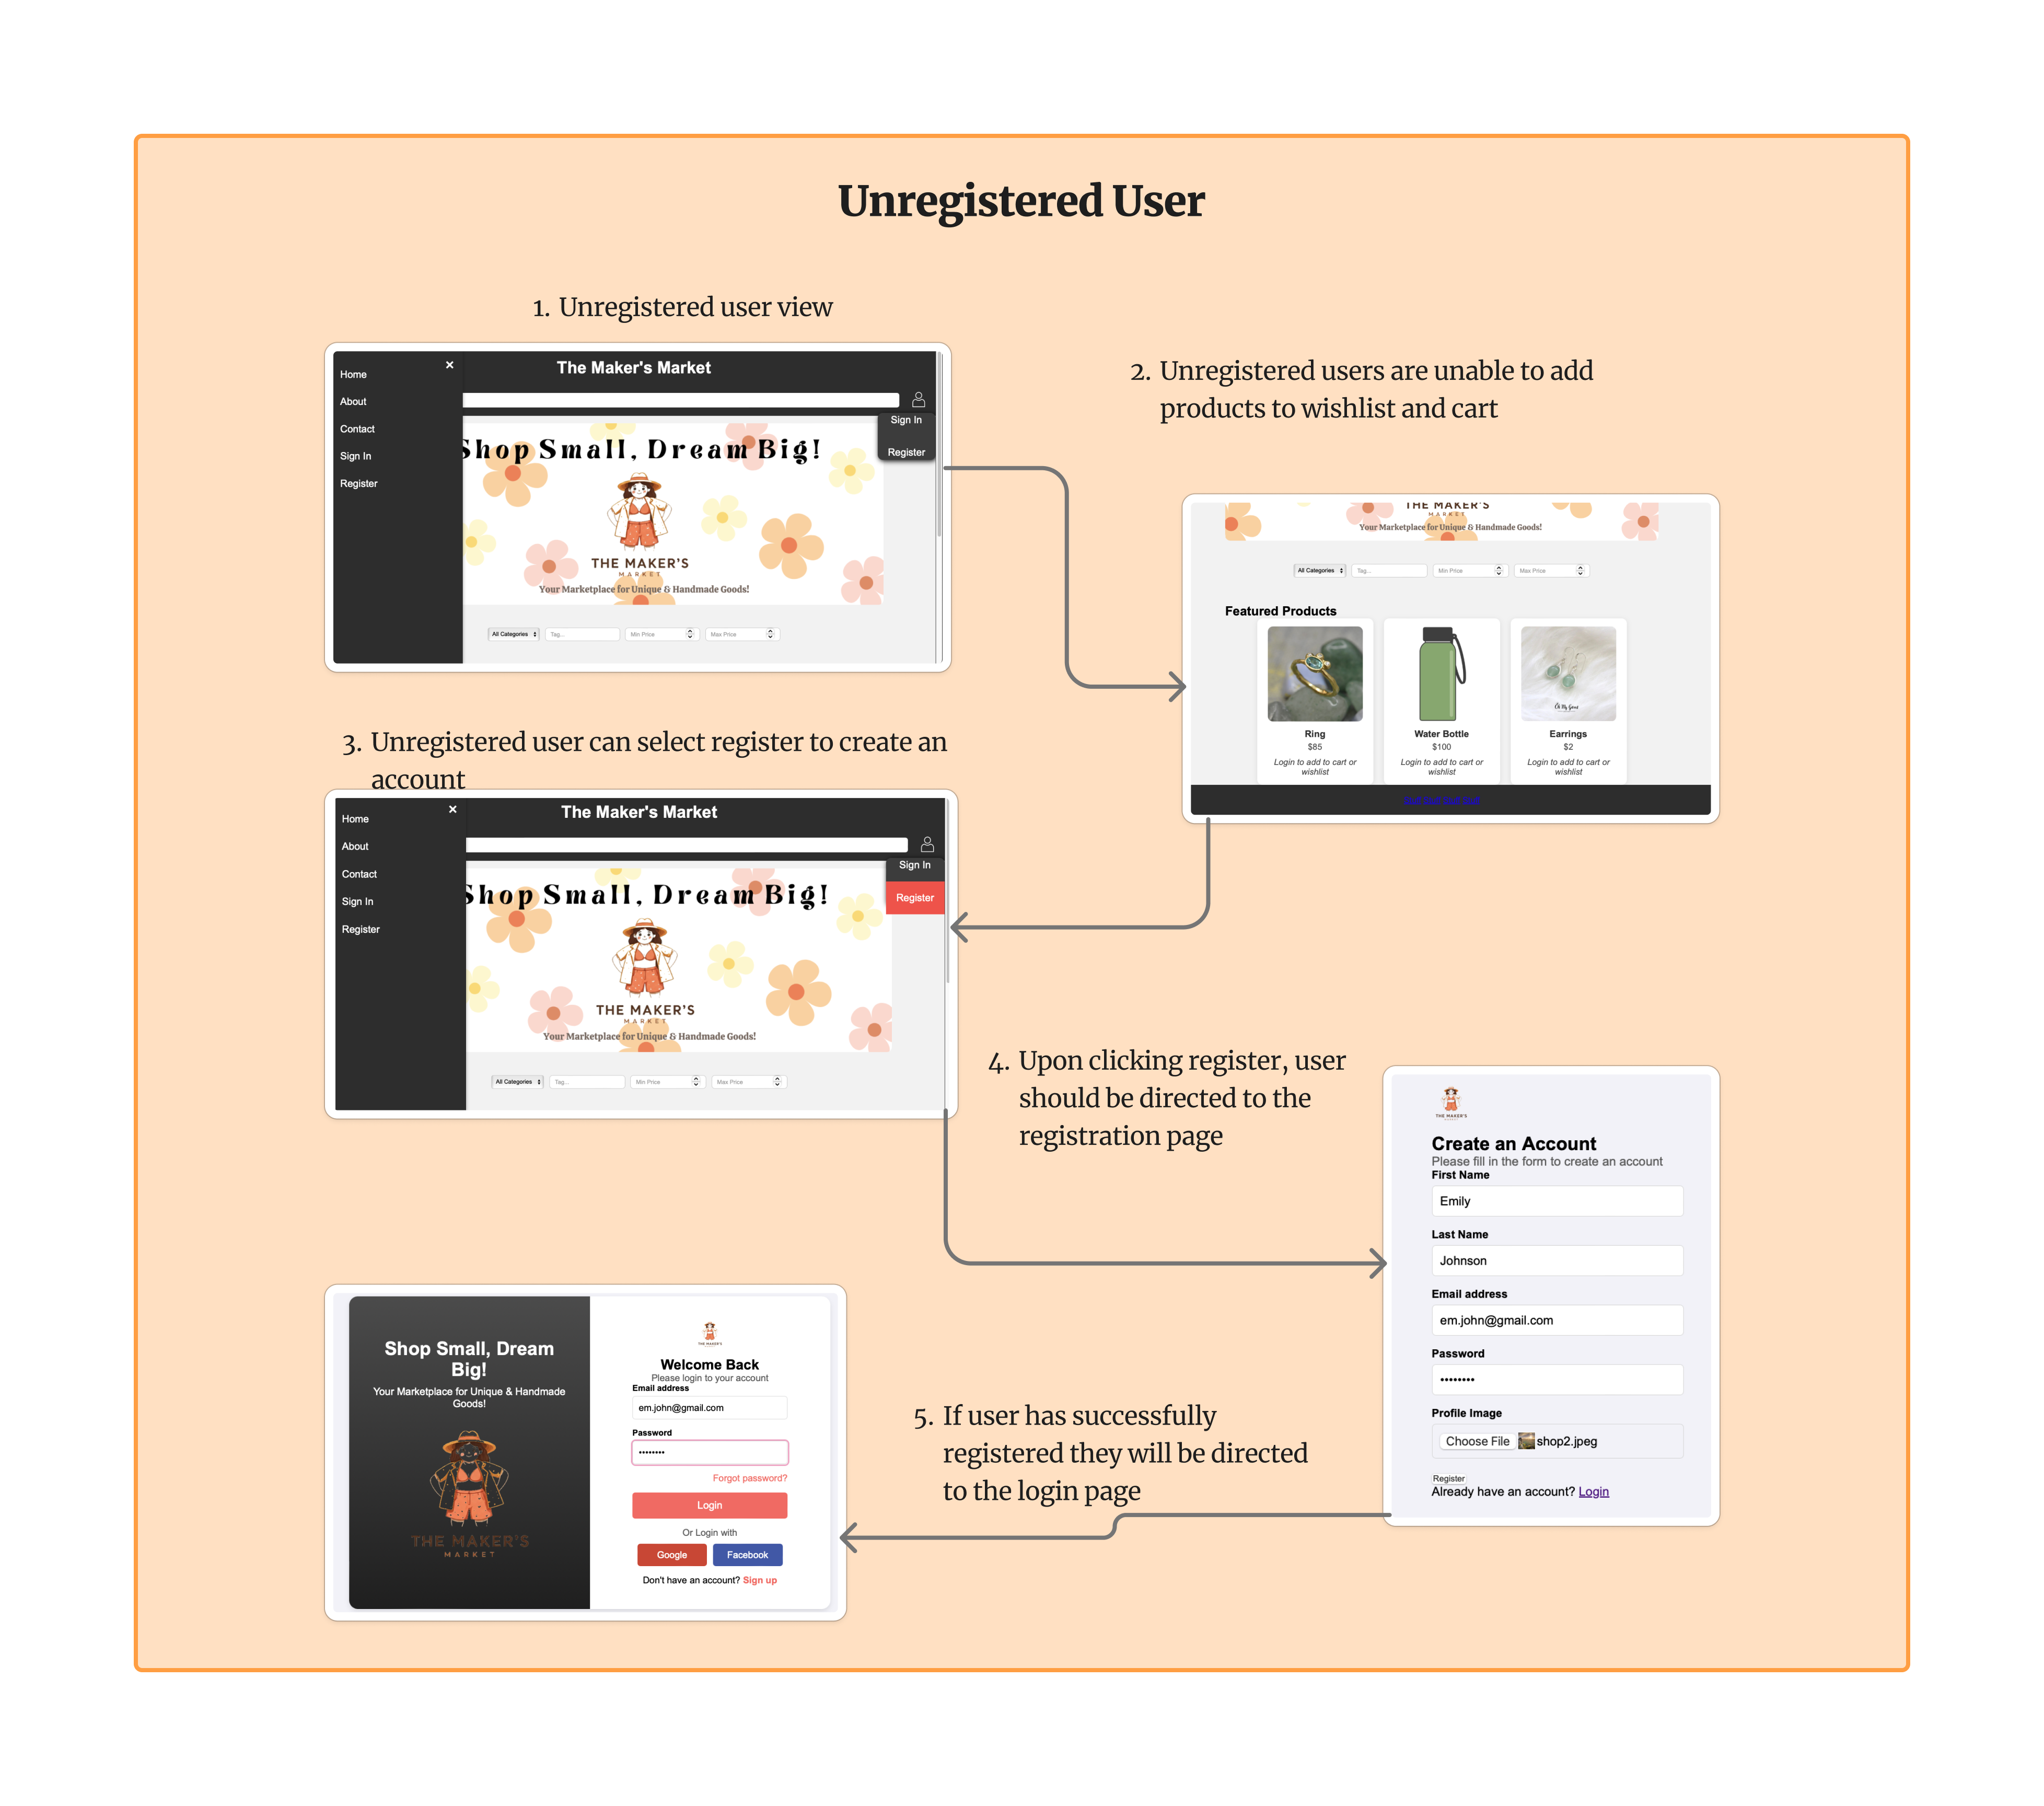 Unregistered User
1. Unregistered user view
Home
About
Contact
Sign In
Register
×
The Maker's Market
Sign In
Register
Shop Small, Dream Big!
THE MAKER'S
MARKET
Your Marketplace for Unique & Handmade Goods!
All Categories
Tag...
Min Price
Max Price
2. Unregistered users are unable to add
products to wishlist and cart
THE MAKER'S
MARKET
Your Marketplace for Unique & Handmade Goods!
All Categories
Tag...
Min Price
Max Price
Featured Products
Ring
$85
Login to add to cart or
wishlist
Water Bottle
$100
Login to add to cart or
wishlist
Oh My Giana
Earrings
$2
Login to add to cart or
wishlist
3. Unregistered user can select register to create an
account
Home
About
Contact
Sign In
Register
×
The Maker's Market
Sign In
Register
Shop Small, Dream Big!
THE MAKER'S
MARKET
Your Marketplace for Unique & Handmade Goods!
All Categories
Tag...
Min Price
Max Price
4. Upon clicking register, user
should be directed to the
registration page
THE MAKER'S
Create an Account
Please fill in the form to create an account
First Name
Emily
Last Name
Johnson
Email address
em.john@gmail.com
Password
••••••••
Profile Image
Choose File shop2.jpeg
Register
Already have an account? Login
5. If user has successfully
registered they will be directed
to the login page
Shop Small, Dream
Big!
Your Marketplace for Unique & Handmade
Goods!
THE MAKER'S
MARKET
THE MAKER'S
Welcome Back
Please login to your account
Email address
em.john@gmail.com
Password
••••••••
Forgot password?
Login
Or Login with
Google
Facebook
Don't have an account? Sign up